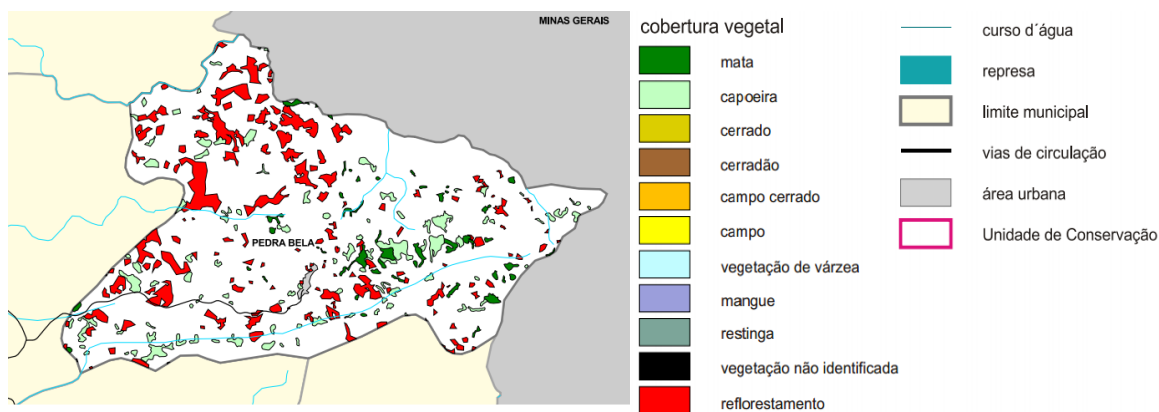 MINAS GERAIS
PEDRA BELA
cobertura vegetal
mata
capoeira
cerrado
cerradão
campo cerrado
campo
vegetação de várzea
mangue
restinga
vegetação não identificada
reflorestamento
curso d´água
represa
limite municipal
vias de circulação
área urbana
Unidade de Conservação